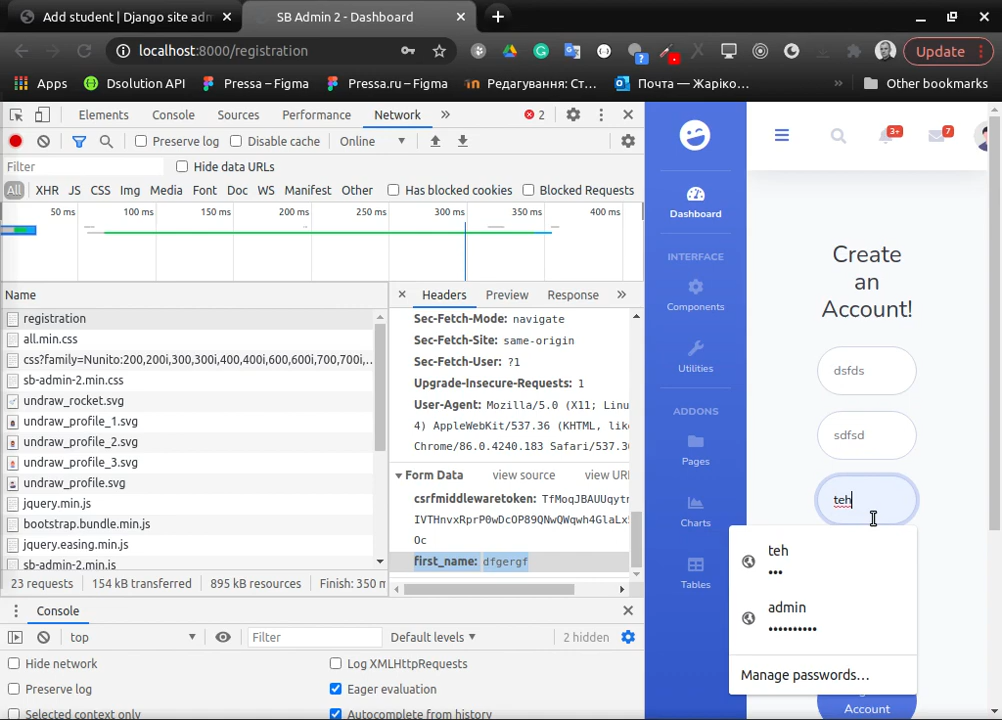 Add student | Django site adm
SB Admin 2 - Dashboard
localhost:8000/registration
Update
Apps
Dsolution API
Pressa – Figma
Pressa.ru – Figma
Редагування: Ст…
Почта — Жаріко…
Other bookmarks
Elements
Console
Sources
Performance
Network
2
Preserve log
Disable cache
Online
Filter
Hide data URLs
All
XHR
JS
CSS
Img
Media
Font
Doc
WS
Manifest
Other
Has blocked cookies
Blocked Requests
50 ms
100 ms
150 ms
200 ms
250 ms
300 ms
350 ms
400 ms
Name
registration
all.min.css
css?family=Nunito:200,200i,300,300i,400,400i,600,600i,700,700i,…
sb-admin-2.min.css
undraw_rocket.svg
undraw_profile_1.svg
undraw_profile_2.svg
undraw_profile_3.svg
undraw_profile.svg
jquery.min.js
bootstrap.bundle.min.js
jquery.easing.min.js
sb-admin-2.min.js
23 requests
154 kB transferred
895 kB resources
Finish: 350 m
Headers
Preview
Response
Sec-Fetch-Mode: navigate
Sec-Fetch-Site: same-origin
Sec-Fetch-User: ?1
Upgrade-Insecure-Requests: 1
User-Agent: Mozilla/5.0 (X11; Linu
4) AppleWebKit/537.36 (KHTML, lik
Chrome/86.0.4240.183 Safari/537.3
Form Data
view source
view UR
csrfmiddlewaretoken: TfMoqJBAUUqytr
IVTHnvxRprP0wDcOP89QNwQWqwh4GlaLx
Oc
first_name: dfgergf
Console
top
Filter
Default levels
2 hidden
Hide network
Log XMLHttpRequests
Preserve log
Eager evaluation
Selected context only
Autocomplete from history
Dashboard
INTERFACE
Components
Utilities
ADDONS
Pages
Charts
Tables
3+
7
Create
an
Account!
dsfds
sdfsd
teh
teh
•••
admin
••••••••••
Manage passwords…
Account